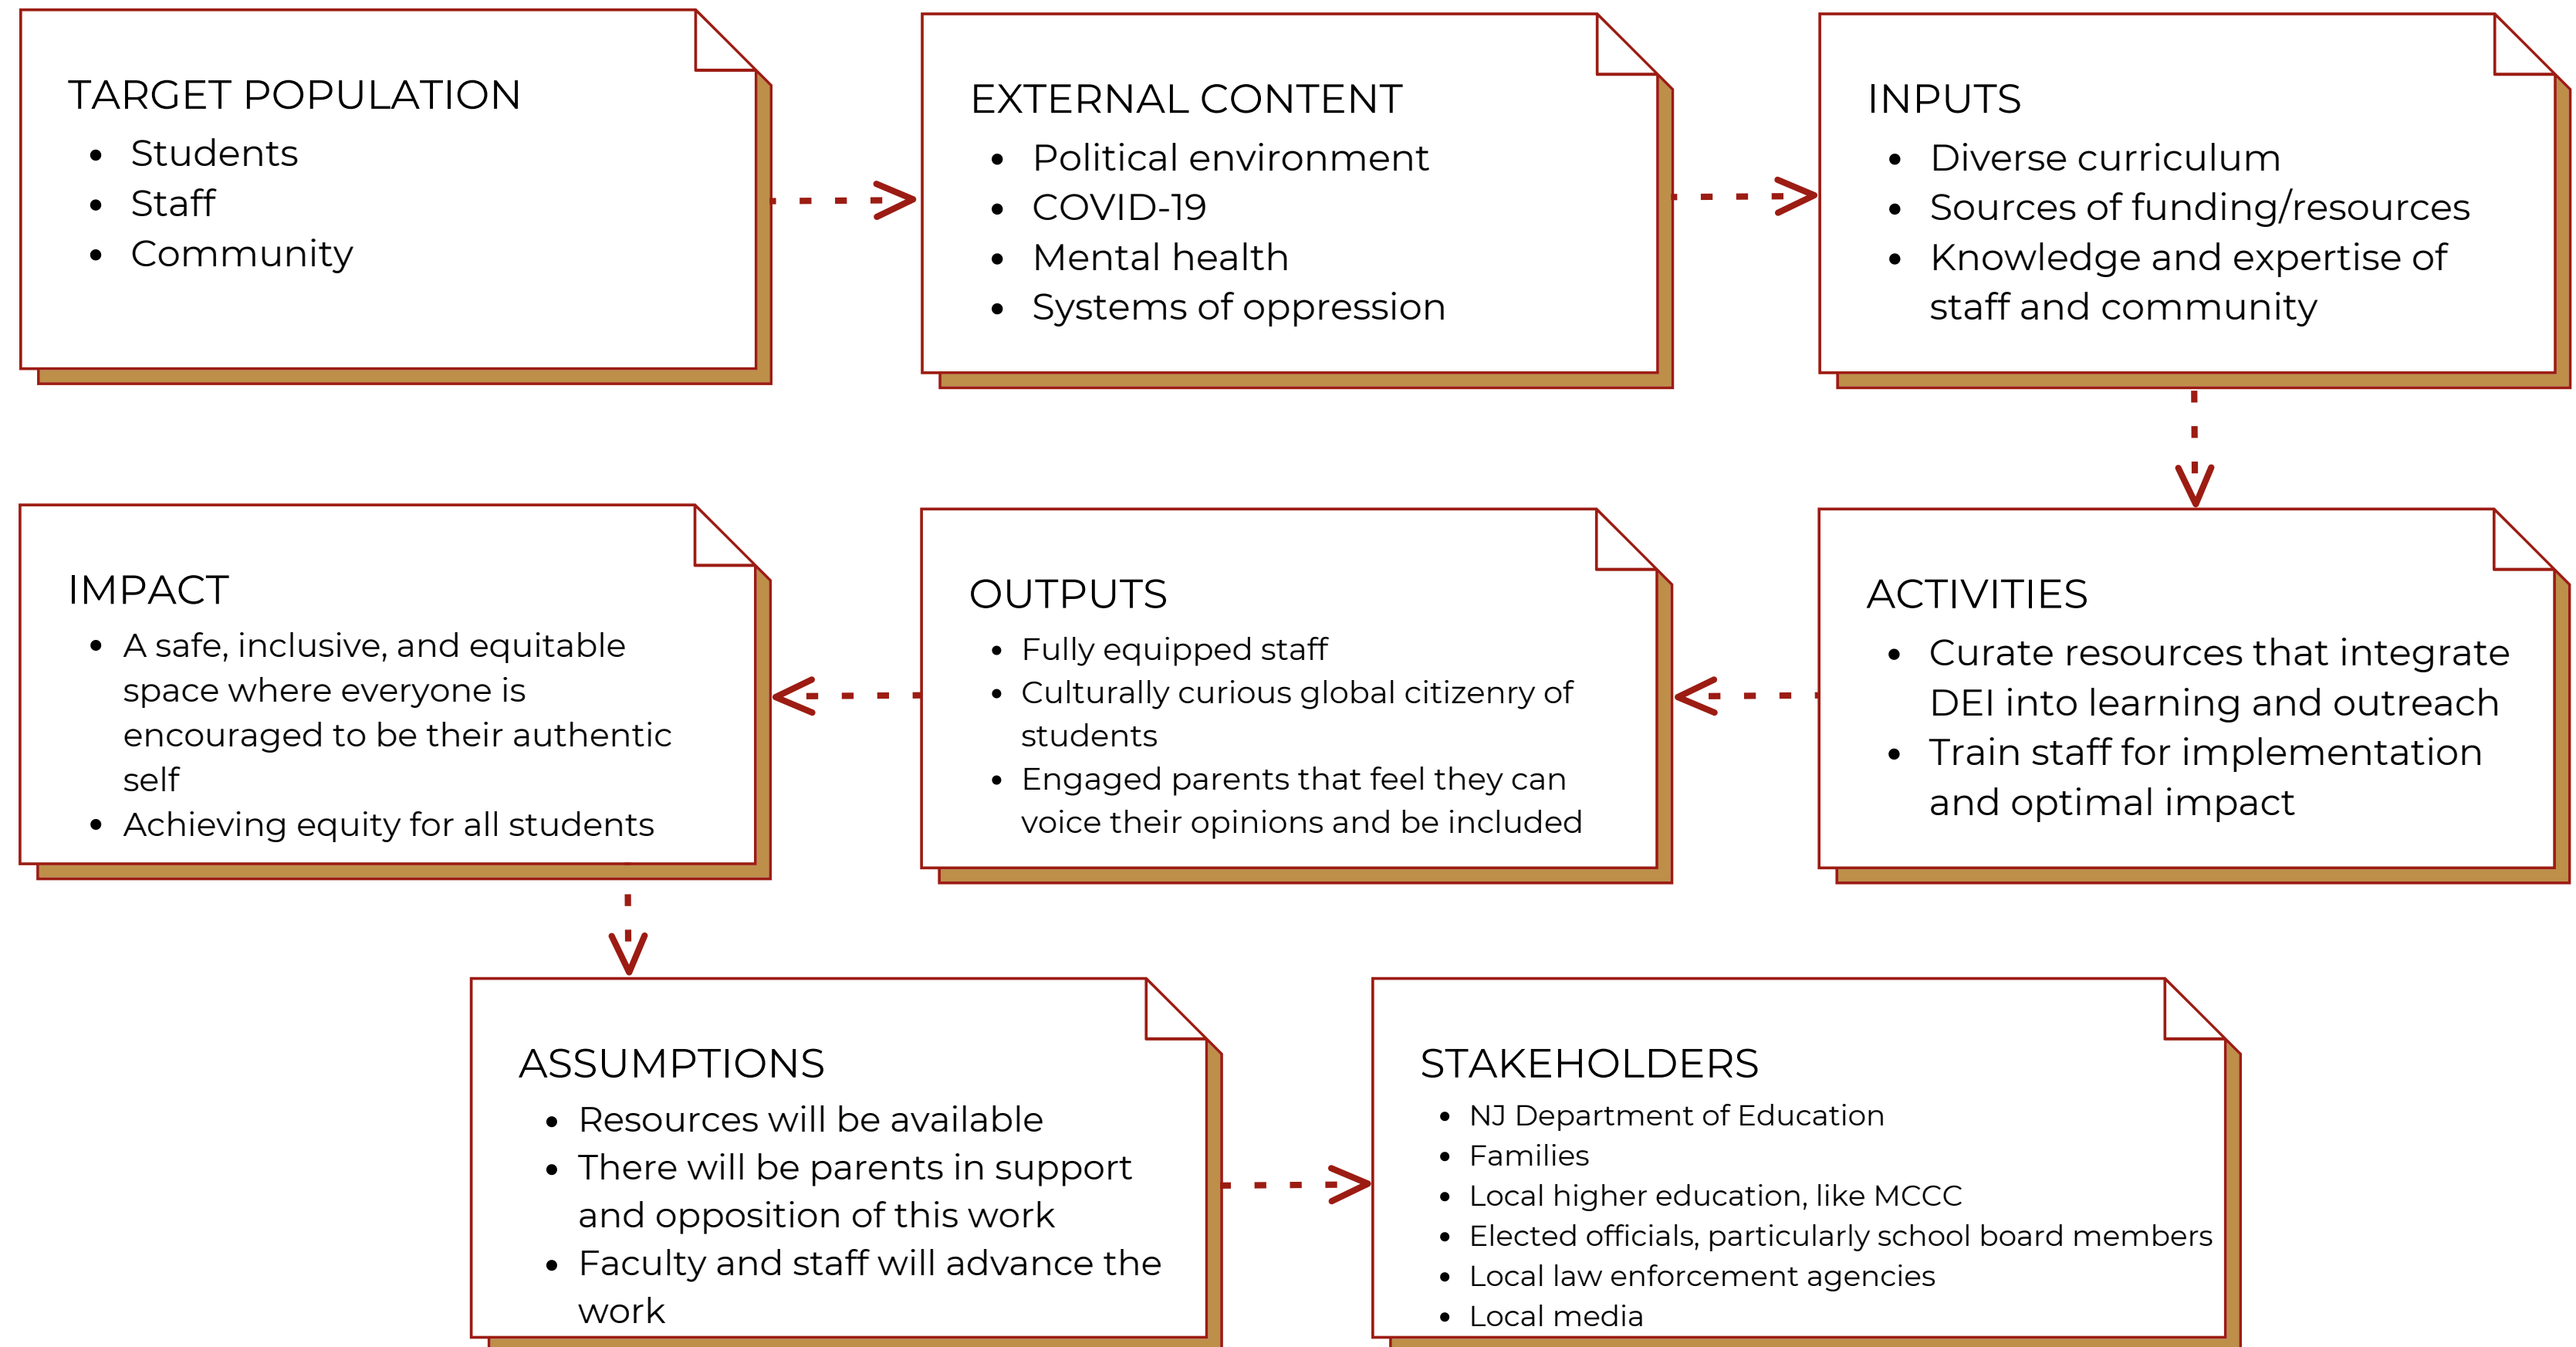 TARGET POPULATION
• Students
• Staff
• Community
EXTERNAL CONTENT
• Political environment
• COVID-19
• Mental health
• Systems of oppression
INPUTS
• Diverse curriculum
• Sources of funding/resources
• Knowledge and expertise of
staff and community
ACTIVITIES
• Curate resources that integrate
DEI into learning and outreach
• Train staff for implementation
and optimal impact
OUTPUTS
• Fully equipped staff
• Culturally curious global citizenry of
students
• Engaged parents that feel they can
voice their opinions and be included
IMPACT
• A safe, inclusive, and equitable
space where everyone is
encouraged to be their authentic
self
• Achieving equity for all students
ASSUMPTIONS
• Resources will be available
• There will be parents in support
and opposition of this work
• Faculty and staff will advance the
work
STAKEHOLDERS
• NJ Department of Education
• Families
• Local higher education, like MCCC
• Elected officials, particularly school board members
• Local law enforcement agencies
• Local media